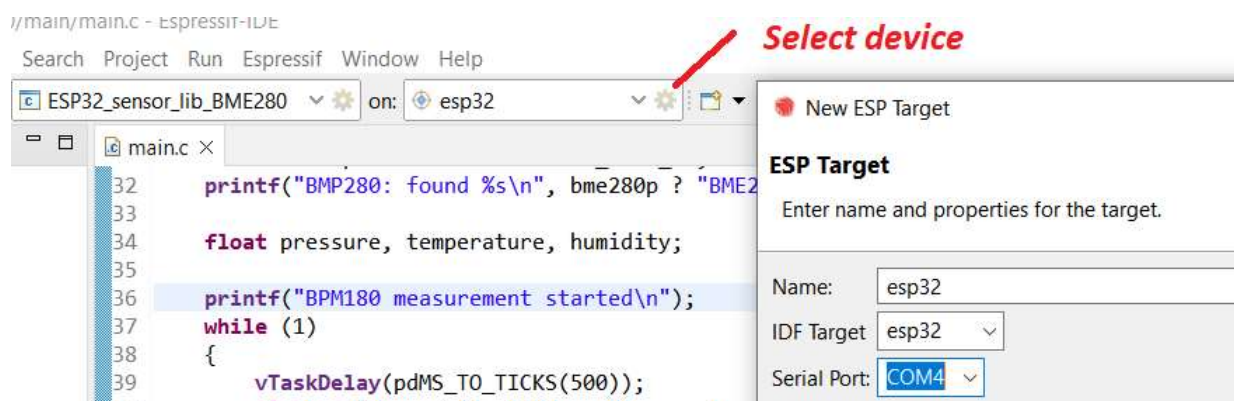 /main/main.c - Espressif-IDE
Select device
Search Project Run Espressif Window Help
ESP32_sensor_lib_BME280 on: esp32
New ESP Target
main.c
ESP Target
32 printf("BMP280: found %s\n", bme280p ? "BME2
Enter name and properties for the target.
33
34 float pressure, temperature, humidity;
35
36 printf("BPM180 measurement started\n");
Name: esp32
37 while (1)
IDF Target esp32
38 {
39 vTaskDelay(pdMS_TO_TICKS(500));
Serial Port: COM4